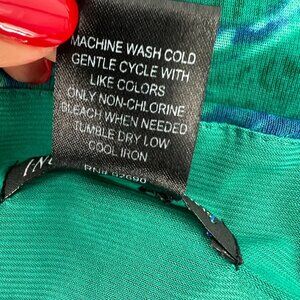 MACHINE WASH COLD
GENTLE CYCLE WITH
LIKE COLORS
ONLY NON-CHLORINE
BLEACH WHEN NEEDED
TUMBLE DRY LOW
COOL IRON
RN#